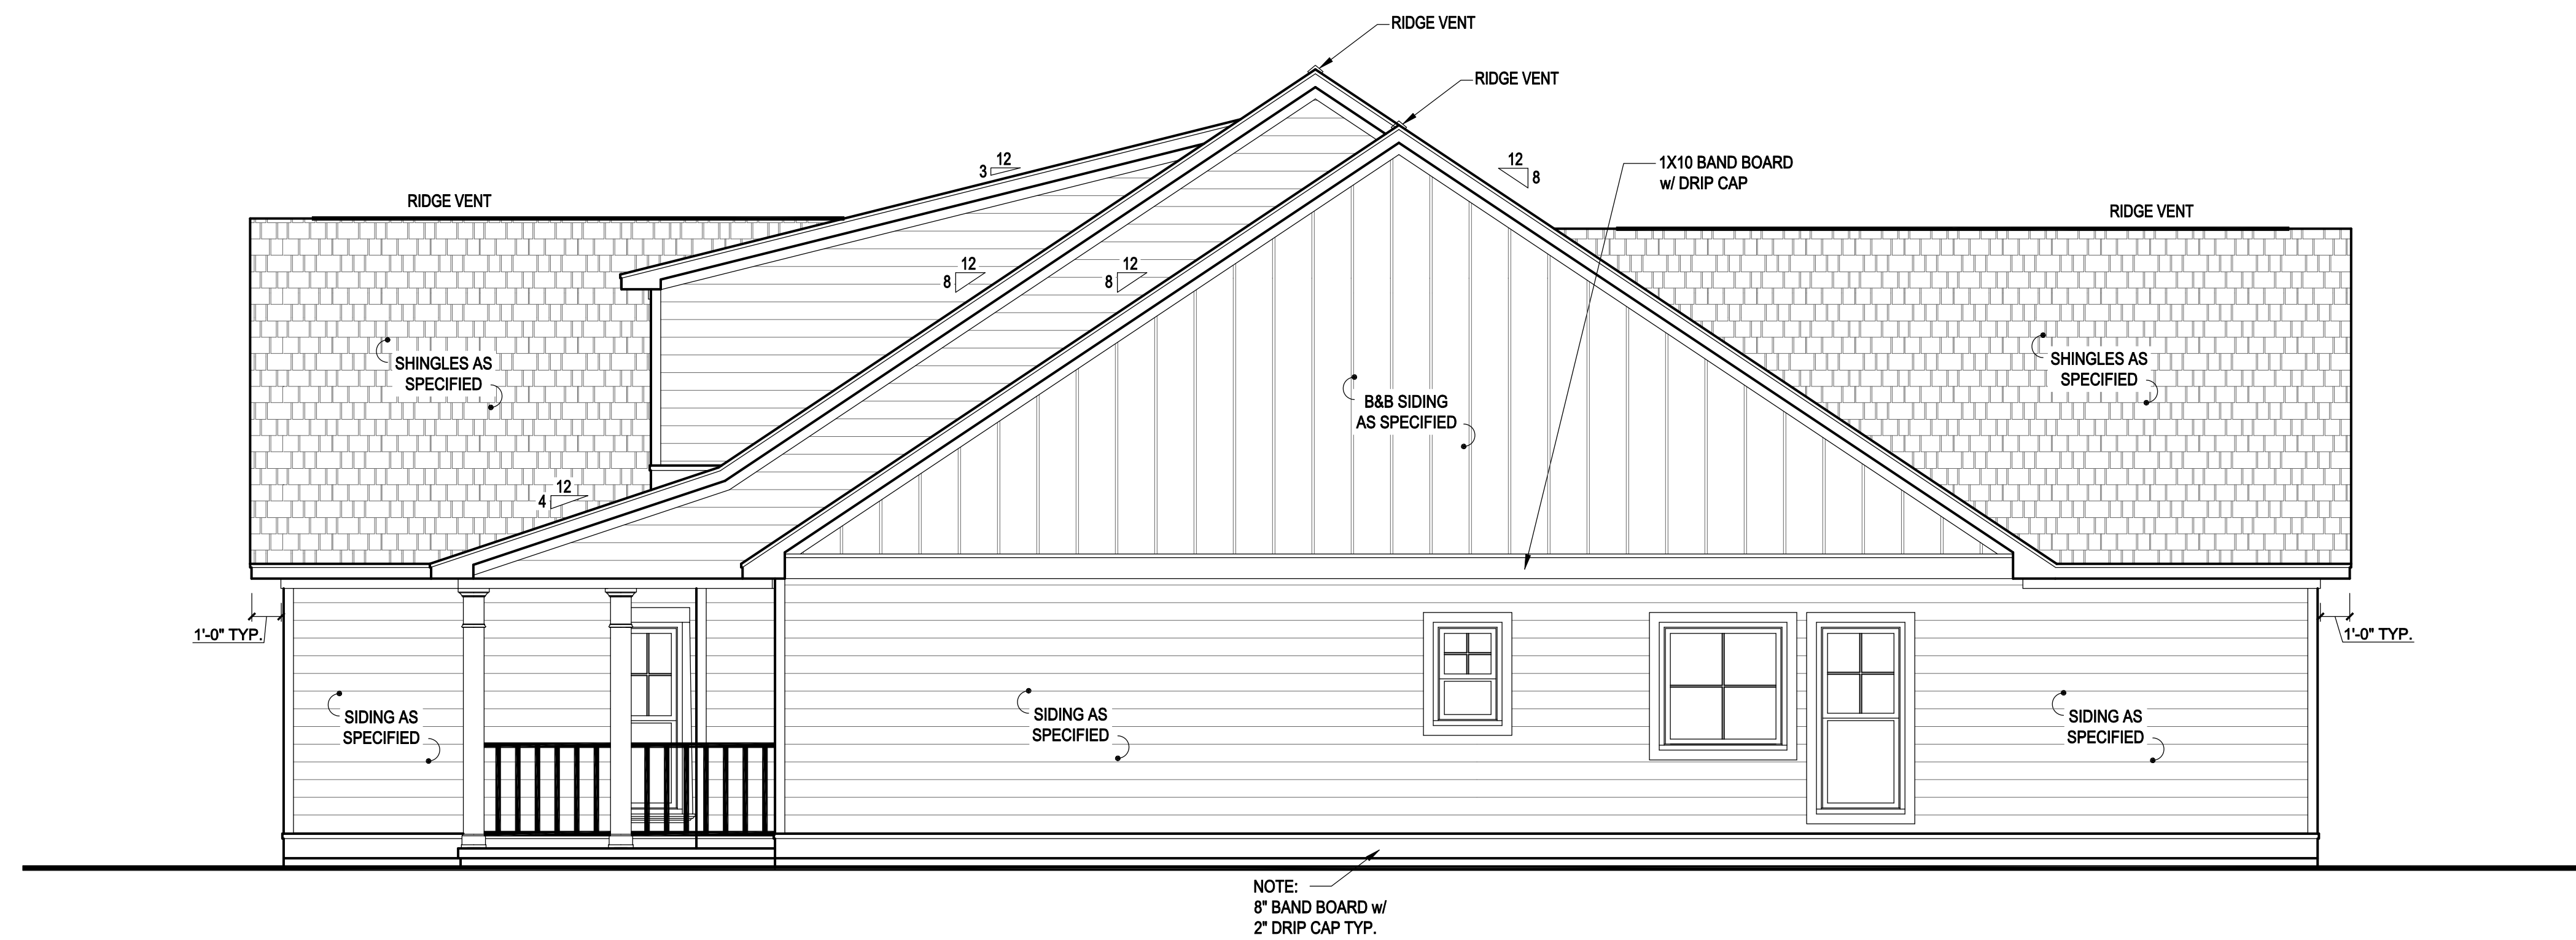 RIDGE VENT
RIDGE VENT
12
3
12
8
1X10 BAND BOARD
w/ DRIP CAP
RIDGE VENT
RIDGE VENT
12
8
12
8
SHINGLES AS
SPECIFIED
SHINGLES AS
SPECIFIED
B&B SIDING
AS SPECIFIED
12
4
1'-0" TYP.
1'-0" TYP.
SIDING AS
SPECIFIED
SIDING AS
SPECIFIED
SIDING AS
SPECIFIED
NOTE:
8" BAND BOARD w/
2" DRIP CAP TYP.